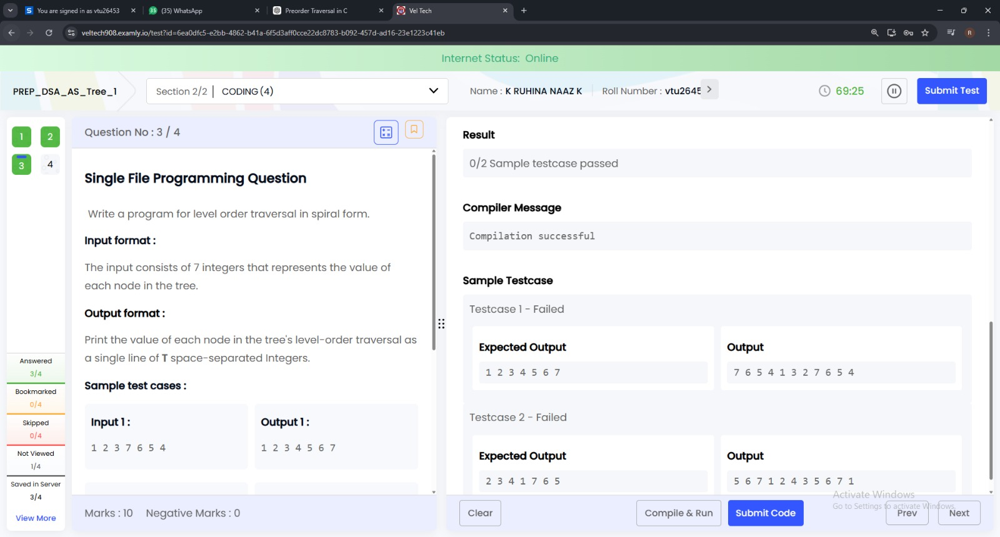 You are signed in as vtu26453
(35) WhatsApp
Preorder Traversal in C
Vel Tech
veltech908.examly.io/test?id=6ea0dfc5-e2bb-4862-b41a-6f5d3aff0cce22dc8783-b092-457d-ad16-23e1223c41eb
R
Internet Status: Online
PREP_DSA_AS_Tree_1
Section 2/2 | CODING (4)
Name : K RUHINA NAAZ K
Roll Number : vtu2645
69:25
Submit Test
1 2
3 4
Question No : 3 / 4
Single File Programming Question
Write a program for level order traversal in spiral form.
Input format :
The input consists of 7 integers that represents the value of
each node in the tree.
Output format :
Print the value of each node in the tree's level-order traversal as
a single line of T space-separated Integers.
Sample test cases :
Input 1 :
1 2 3 7 6 5 4
Output 1 :
1 2 3 4 5 6 7
Answered
3/4
Bookmarked
0/4
Skipped
0/4
Not Viewed
1/4
Saved in Server
3/4
View More
Marks : 10 Negative Marks : 0
Result
0/2 Sample testcase passed
Compiler Message
Compilation successful
Sample Testcase
Testcase 1 - Failed
Expected Output
1 2 3 4 5 6 7
Output
7 6 5 4 1 3 2 7 6 5 4
Testcase 2 - Failed
Expected Output
2 3 4 1 7 6 5
Output
5 6 7 1 2 4 3 5 6 7 1
Activate Windows
Go to Settings to activate Windows.
Clear
Compile & Run
Submit Code
Prev
Next